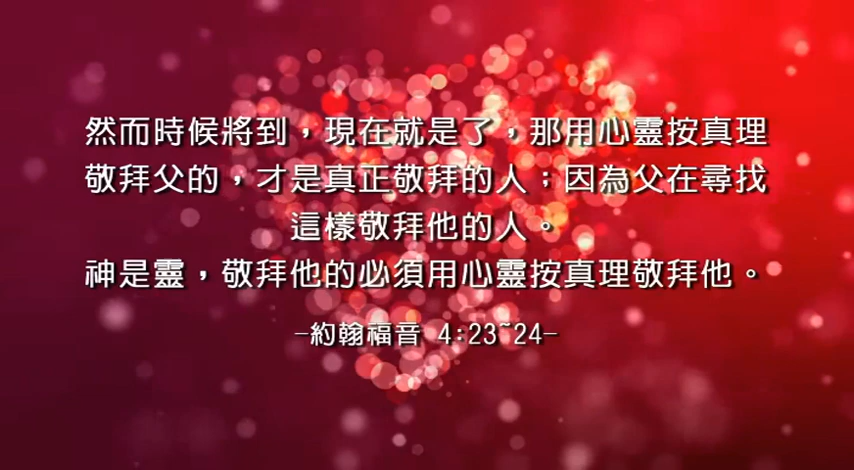 然而時候將到，現在就是了，那用心靈按真理
敬拜父的，才是真正敬拜的人；因為父在尋找
這樣敬拜他的人。
神是靈，敬拜他的必須用心靈按真理敬拜他。
-約翰福音 4:23~24-